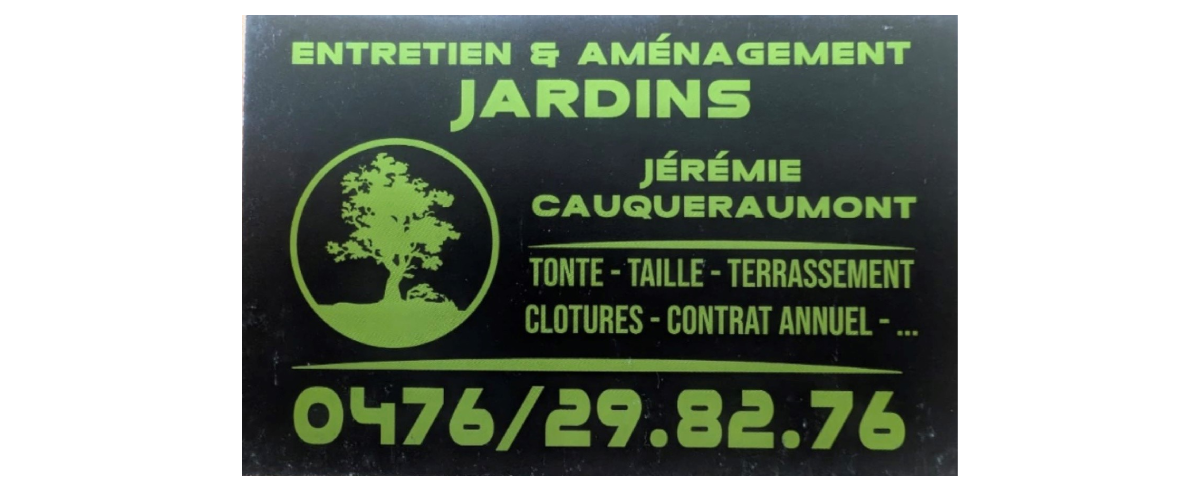 ENTRETIEN & AMÉNAGEMENT
JARDINS
JÉRÉMIE
CAUQUERAUMONT
TONTE - TAILLE - TERRASSEMENT
CLOTURES - CONTRAT ANNUEL - ...
0476/29.82.76